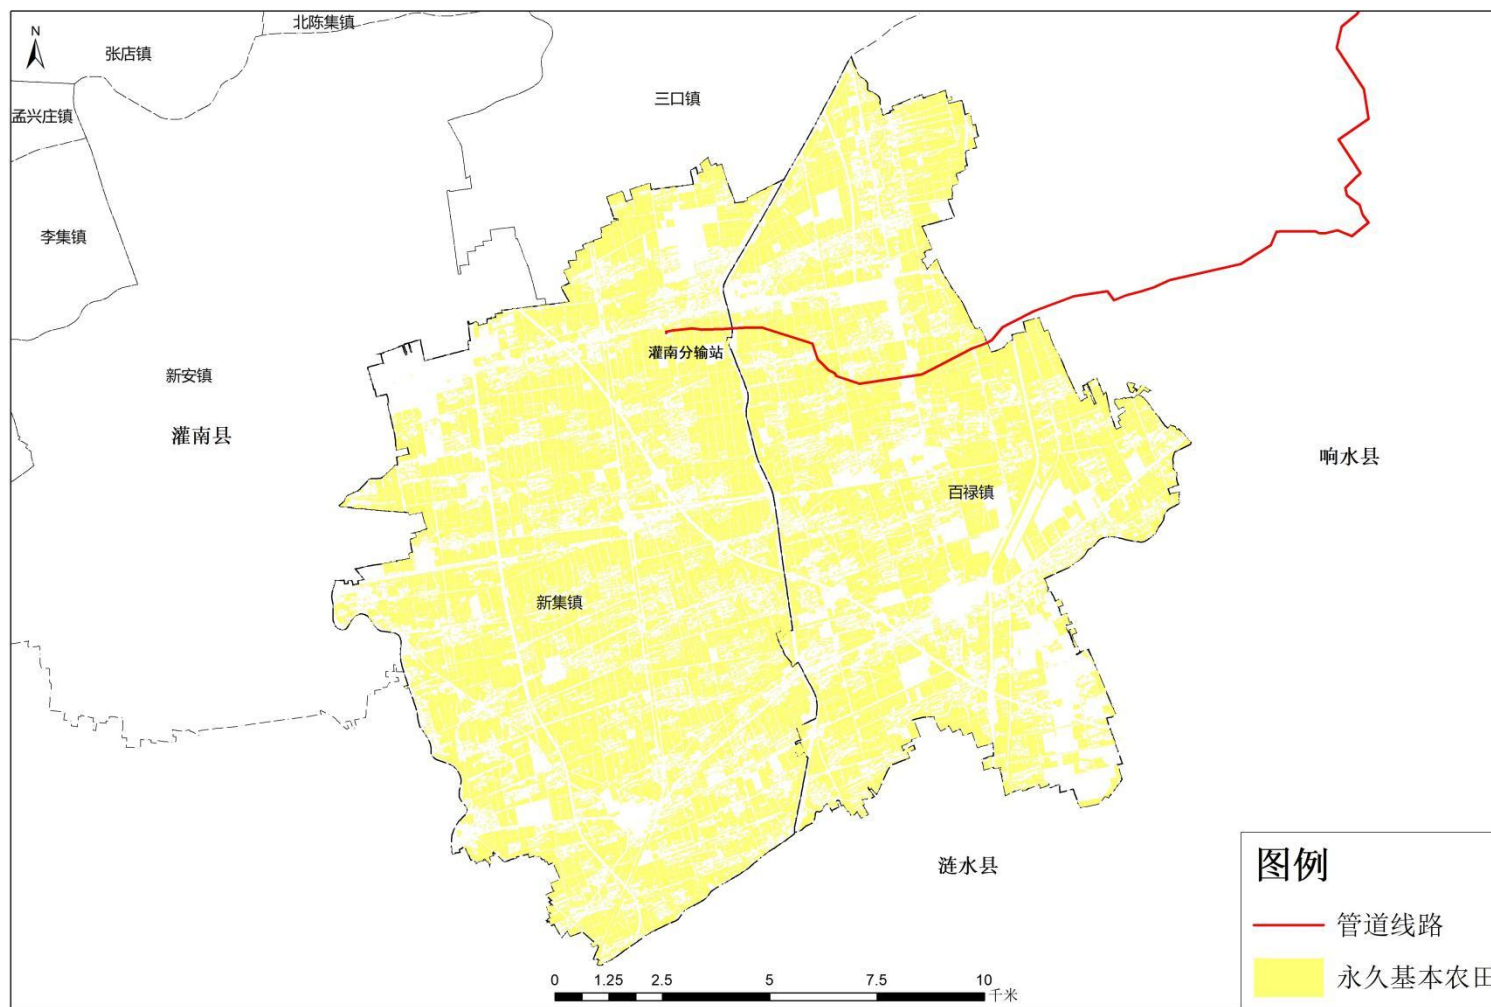 N
北陈集镇
张店镇
三口镇
孟兴庄镇
李集镇
灌南分输站
新安镇
灌南县
响水县
百禄镇
新集镇
涟水县
图例
管道线路
永久基本农田
0 1.25 2.5 5 7.5 10
千米